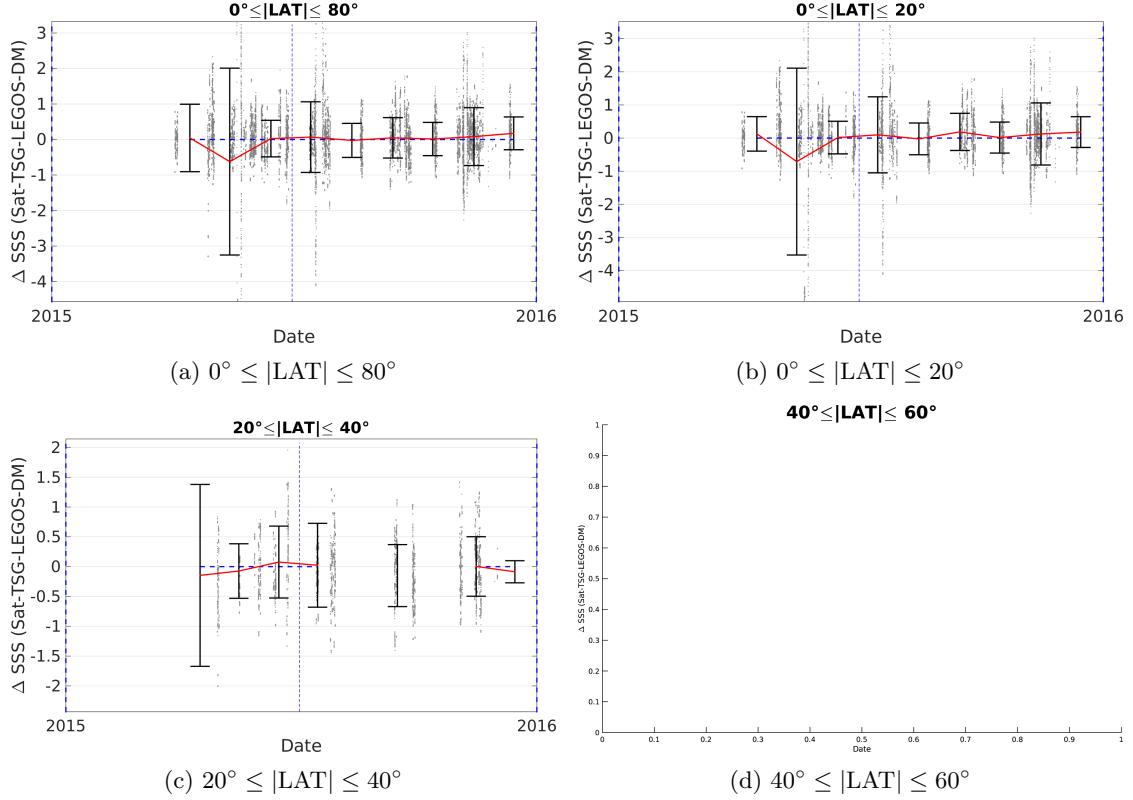 0°≤|LAT|≤ 80°
Δ SSS (Sat-TSG-LEGOS-DM)
3
2
1
0
-1
-2
-3
-4
2015
2016
Date
(a) 0° ≤ |LAT| ≤ 80°
0°≤|LAT|≤ 20°
Δ SSS (Sat-TSG-LEGOS-DM)
3
2
1
0
-1
-2
-3
-4
2015
2016
Date
(b) 0° ≤ |LAT| ≤ 20°
20°≤|LAT|≤ 40°
Δ SSS (Sat-TSG-LEGOS-DM)
2
1.5
1
0.5
0
-0.5
-1
-1.5
-2
2015
2016
Date
(c) 20° ≤ |LAT| ≤ 40°
40°≤|LAT|≤ 60°
Δ SSS (Sat-TSG-LEGOS-DM)
1
0.9
0.8
0.7
0.6
0.5
0.4
0.3
0.2
0.1
0
0 0.1 0.2 0.3 0.4 0.5 0.6 0.7 0.8 0.9 1
Date
(d) 40° ≤ |LAT| ≤ 60°